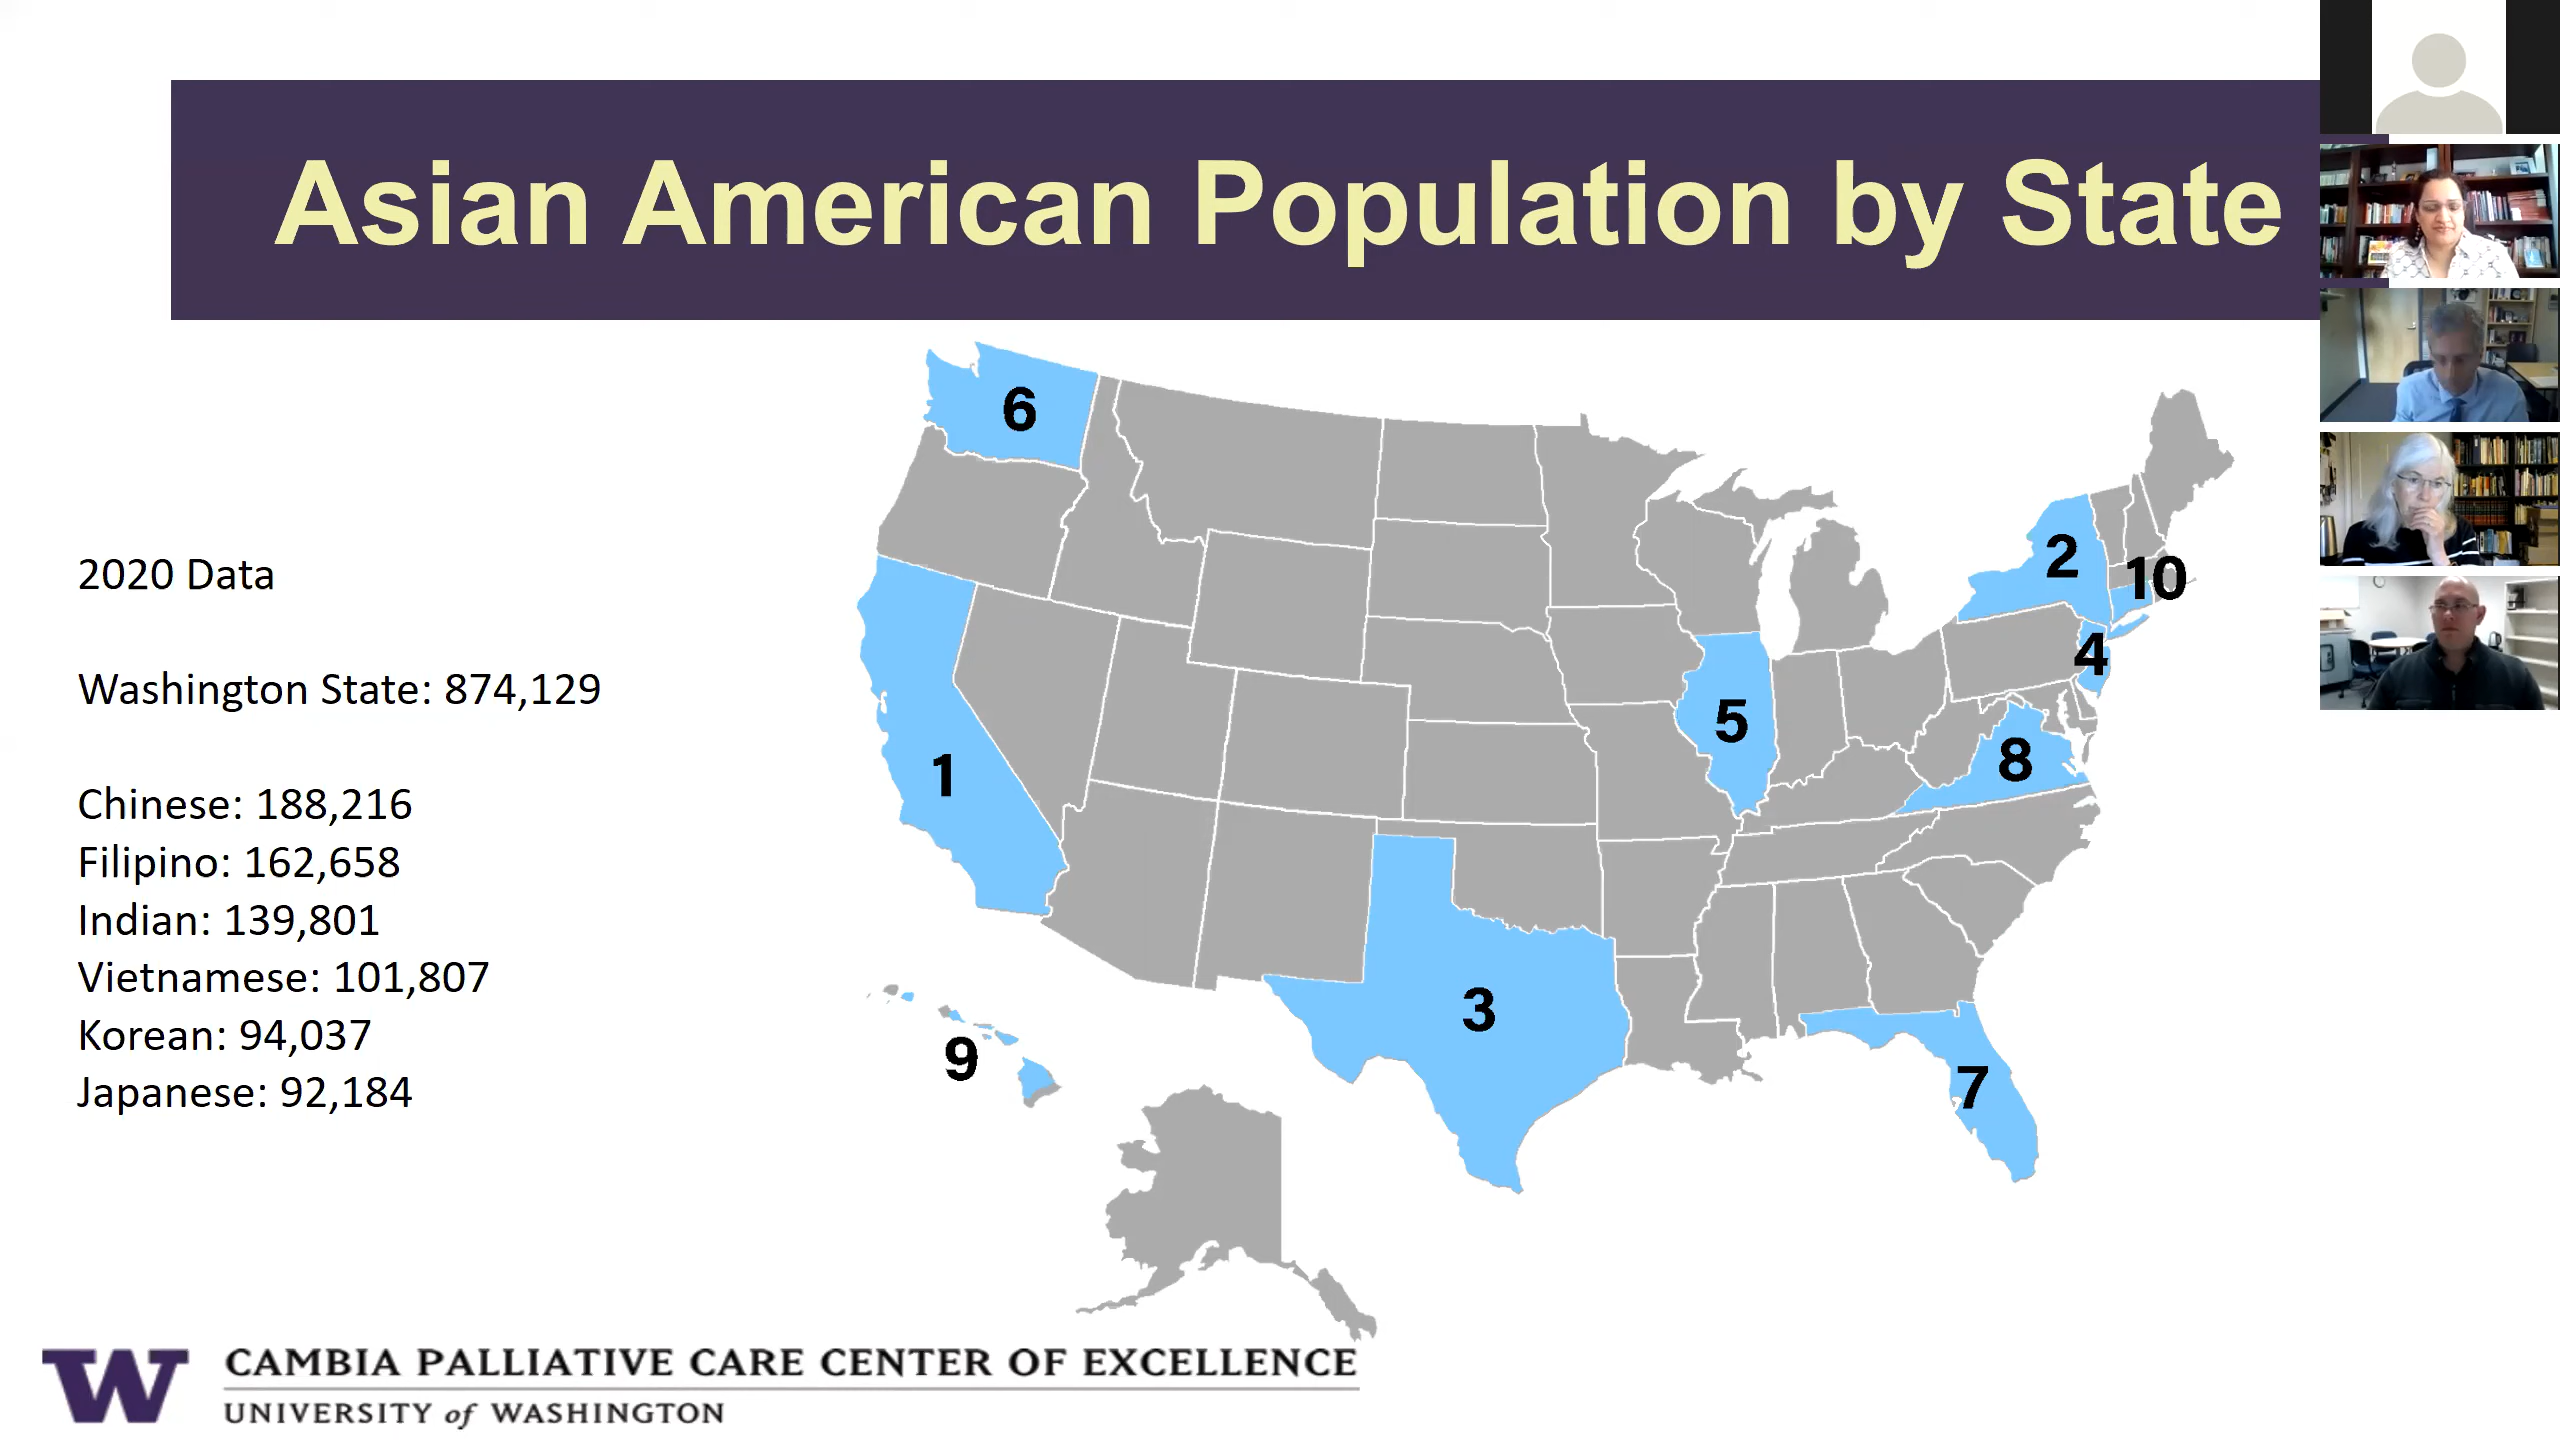 Asian American Population by State
6
2
10
4
5
8
1
3
9
7
2020 Data
Washington State: 874,129
Chinese: 188,216
Filipino: 162,658
Indian: 139,801
Vietnamese: 101,807
Korean: 94,037
Japanese: 92,184
W
CAMBIA PALLIATIVE CARE CENTER OF EXCELLENCE
UNIVERSITY of WASHINGTON